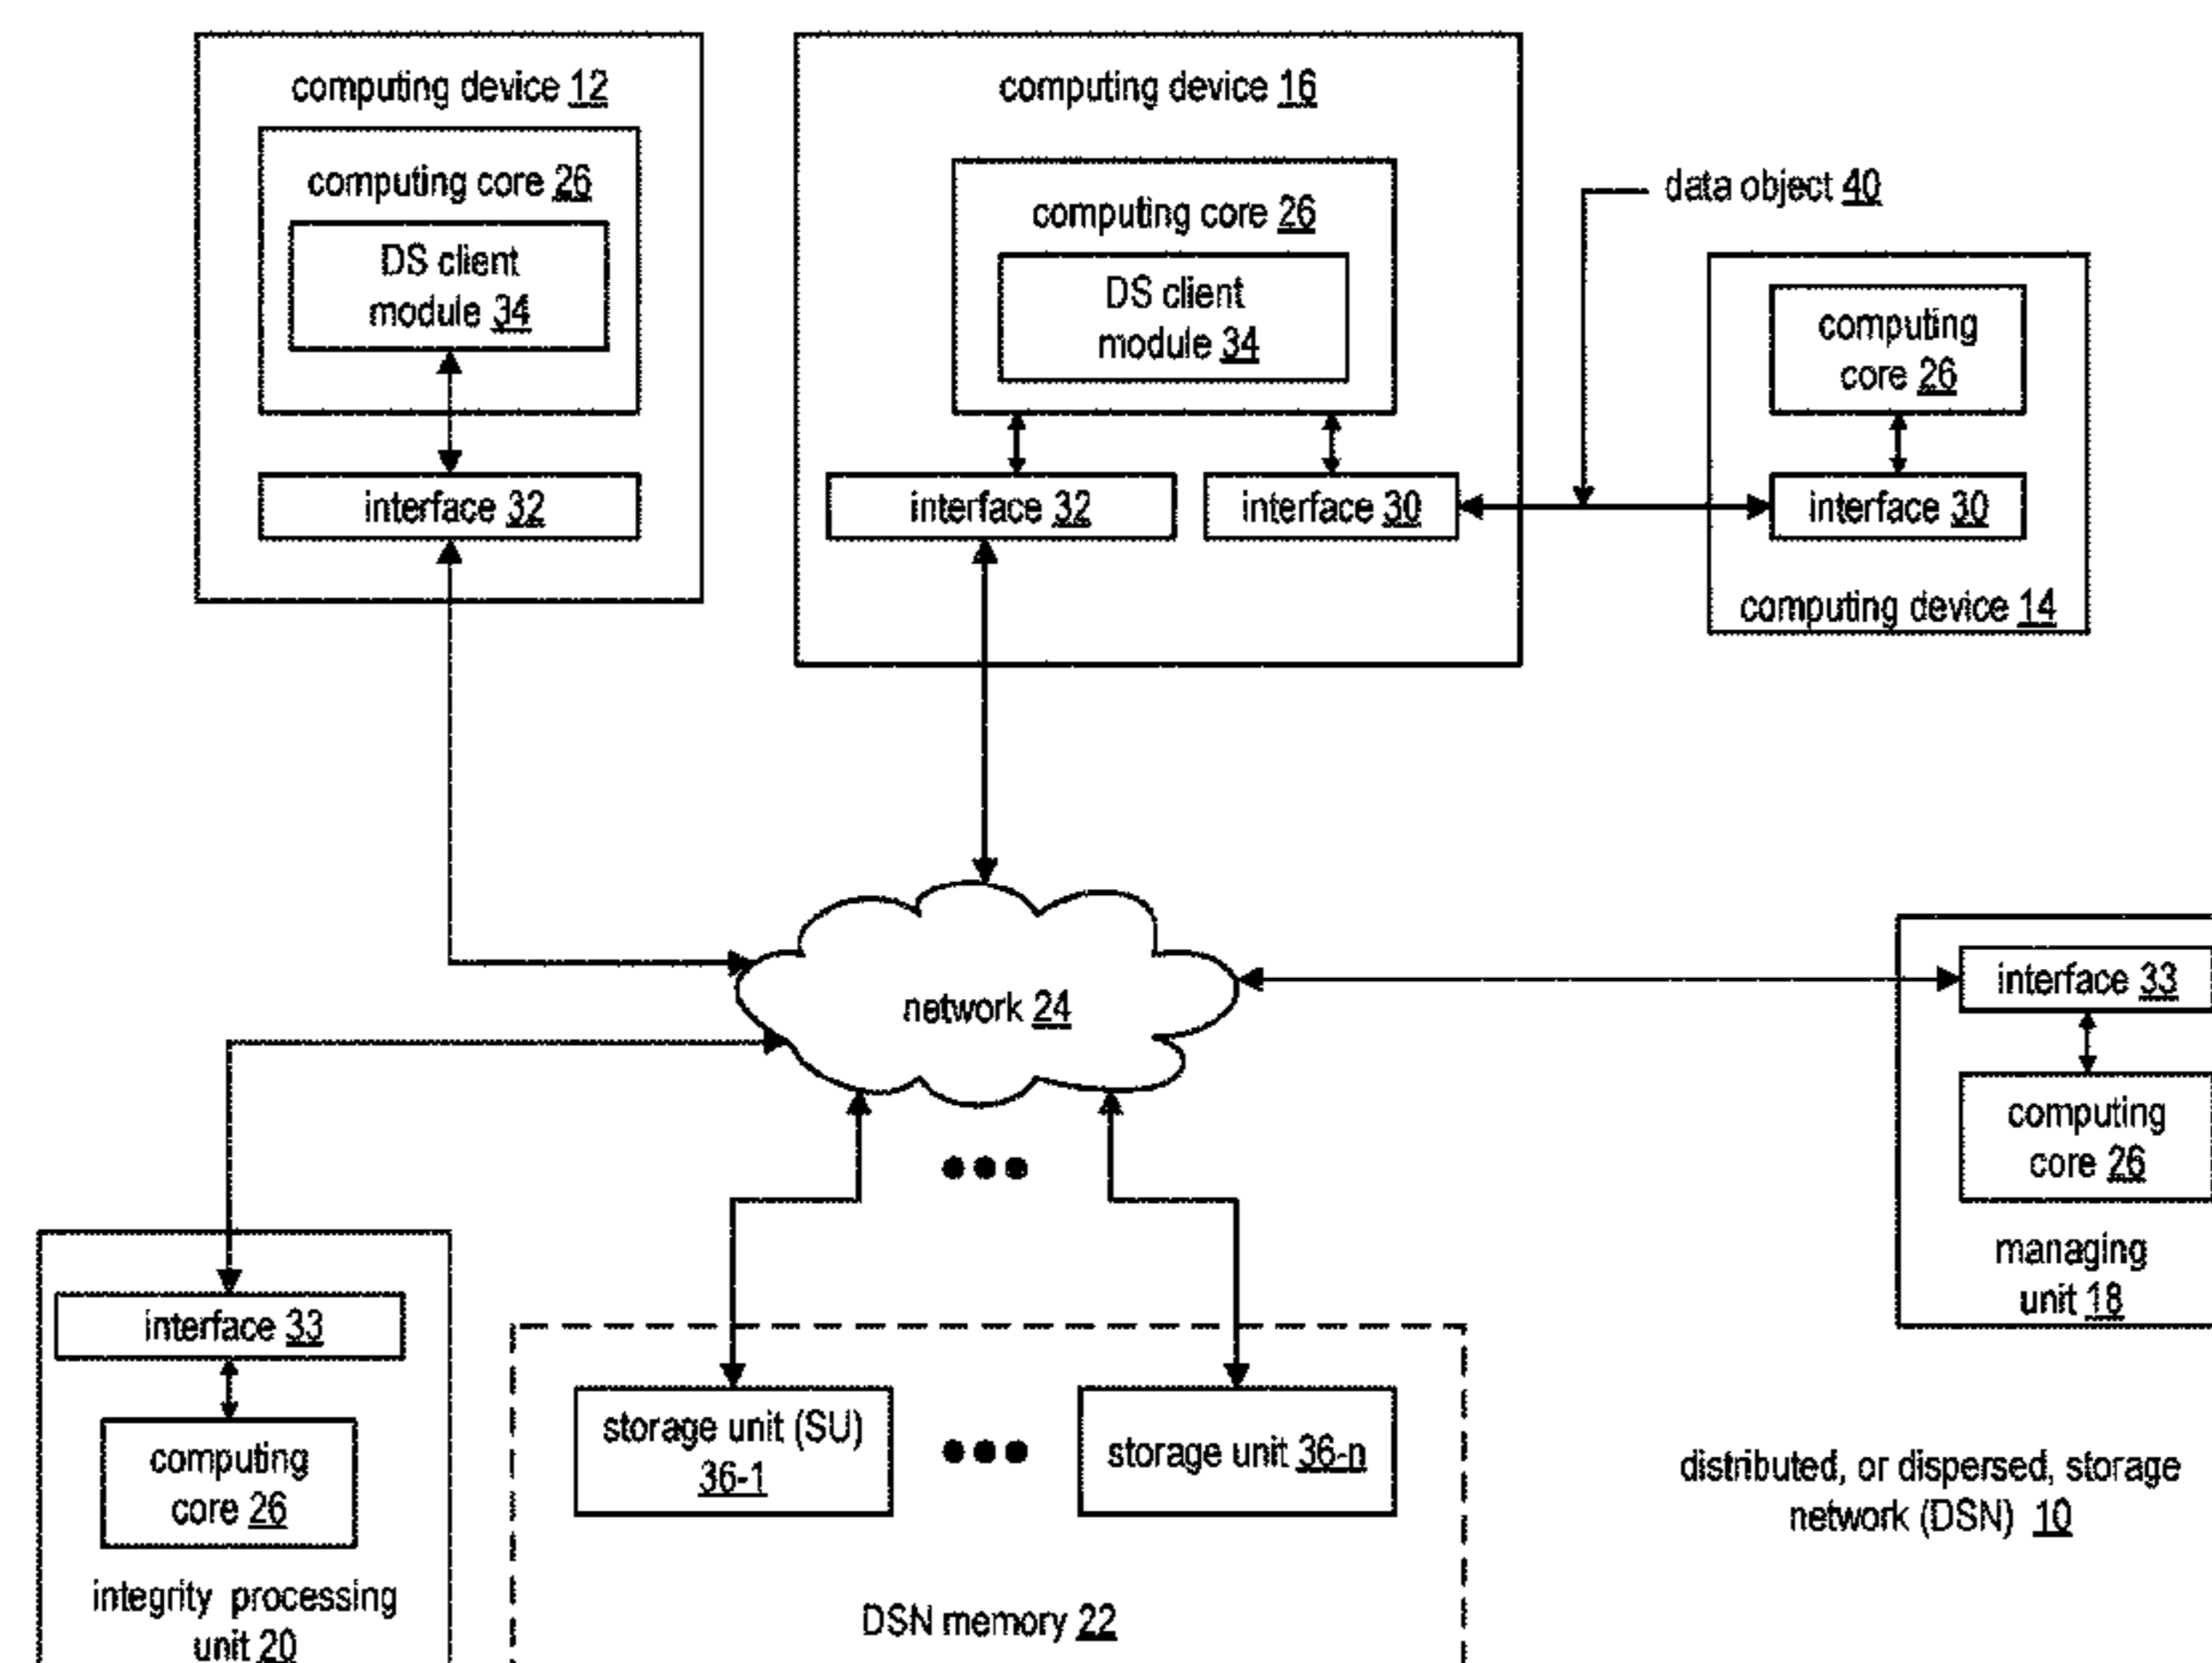 computing device 12
computing core 26
DS client
module 34
interface 32
computing device 16
computing core 26
DS client
module 34
interface 32
interface 30
data object 40
computing
core 26
interface 30
computing device 14
network 24
interface 33
computing
core 26
managing
unit 18
interface 33
computing
core 26
integrity processing
unit 20
storage unit (SU)
36-1
storage unit 36-n
DSN memory 22
distributed, or dispersed, storage
network (DSN) 10